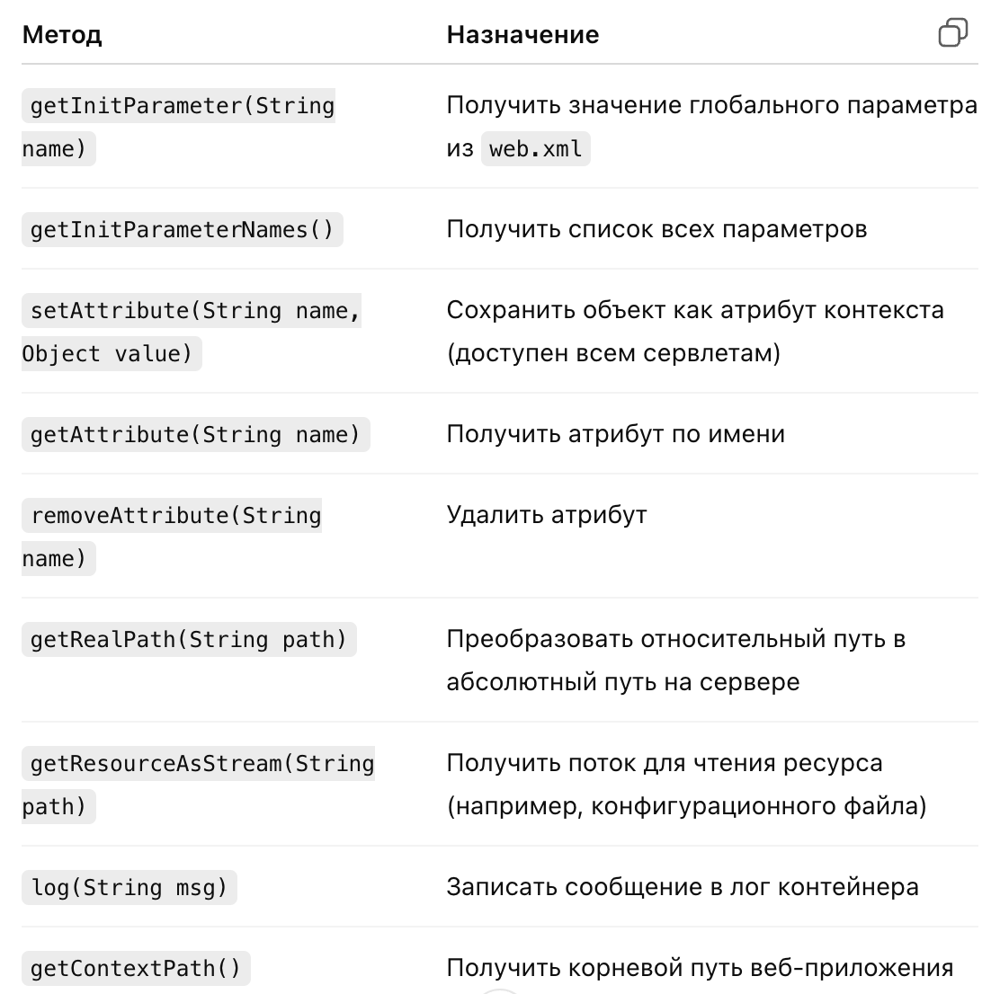 Метод Назначение
getInitParameter(String Получить значение глобального параметра
name) из web.xml
getInitParameterNames() Получить список всех параметров
setAttribute(String name, Сохранить объект как атрибут контекста
Object value) (доступен всем сервлетам)
getAttribute(String name) Получить атрибут по имени
removeAttribute(String Удалить атрибут
name)
getRealPath(String path) Преобразовать относительный путь в
абсолютный путь на сервере
getResourceAsStream(String Получить поток для чтения ресурса
path) (например, конфигурационного файла)
log(String msg) Записать сообщение в лог контейнера
getContextPath() Получить корневой путь веб-приложения